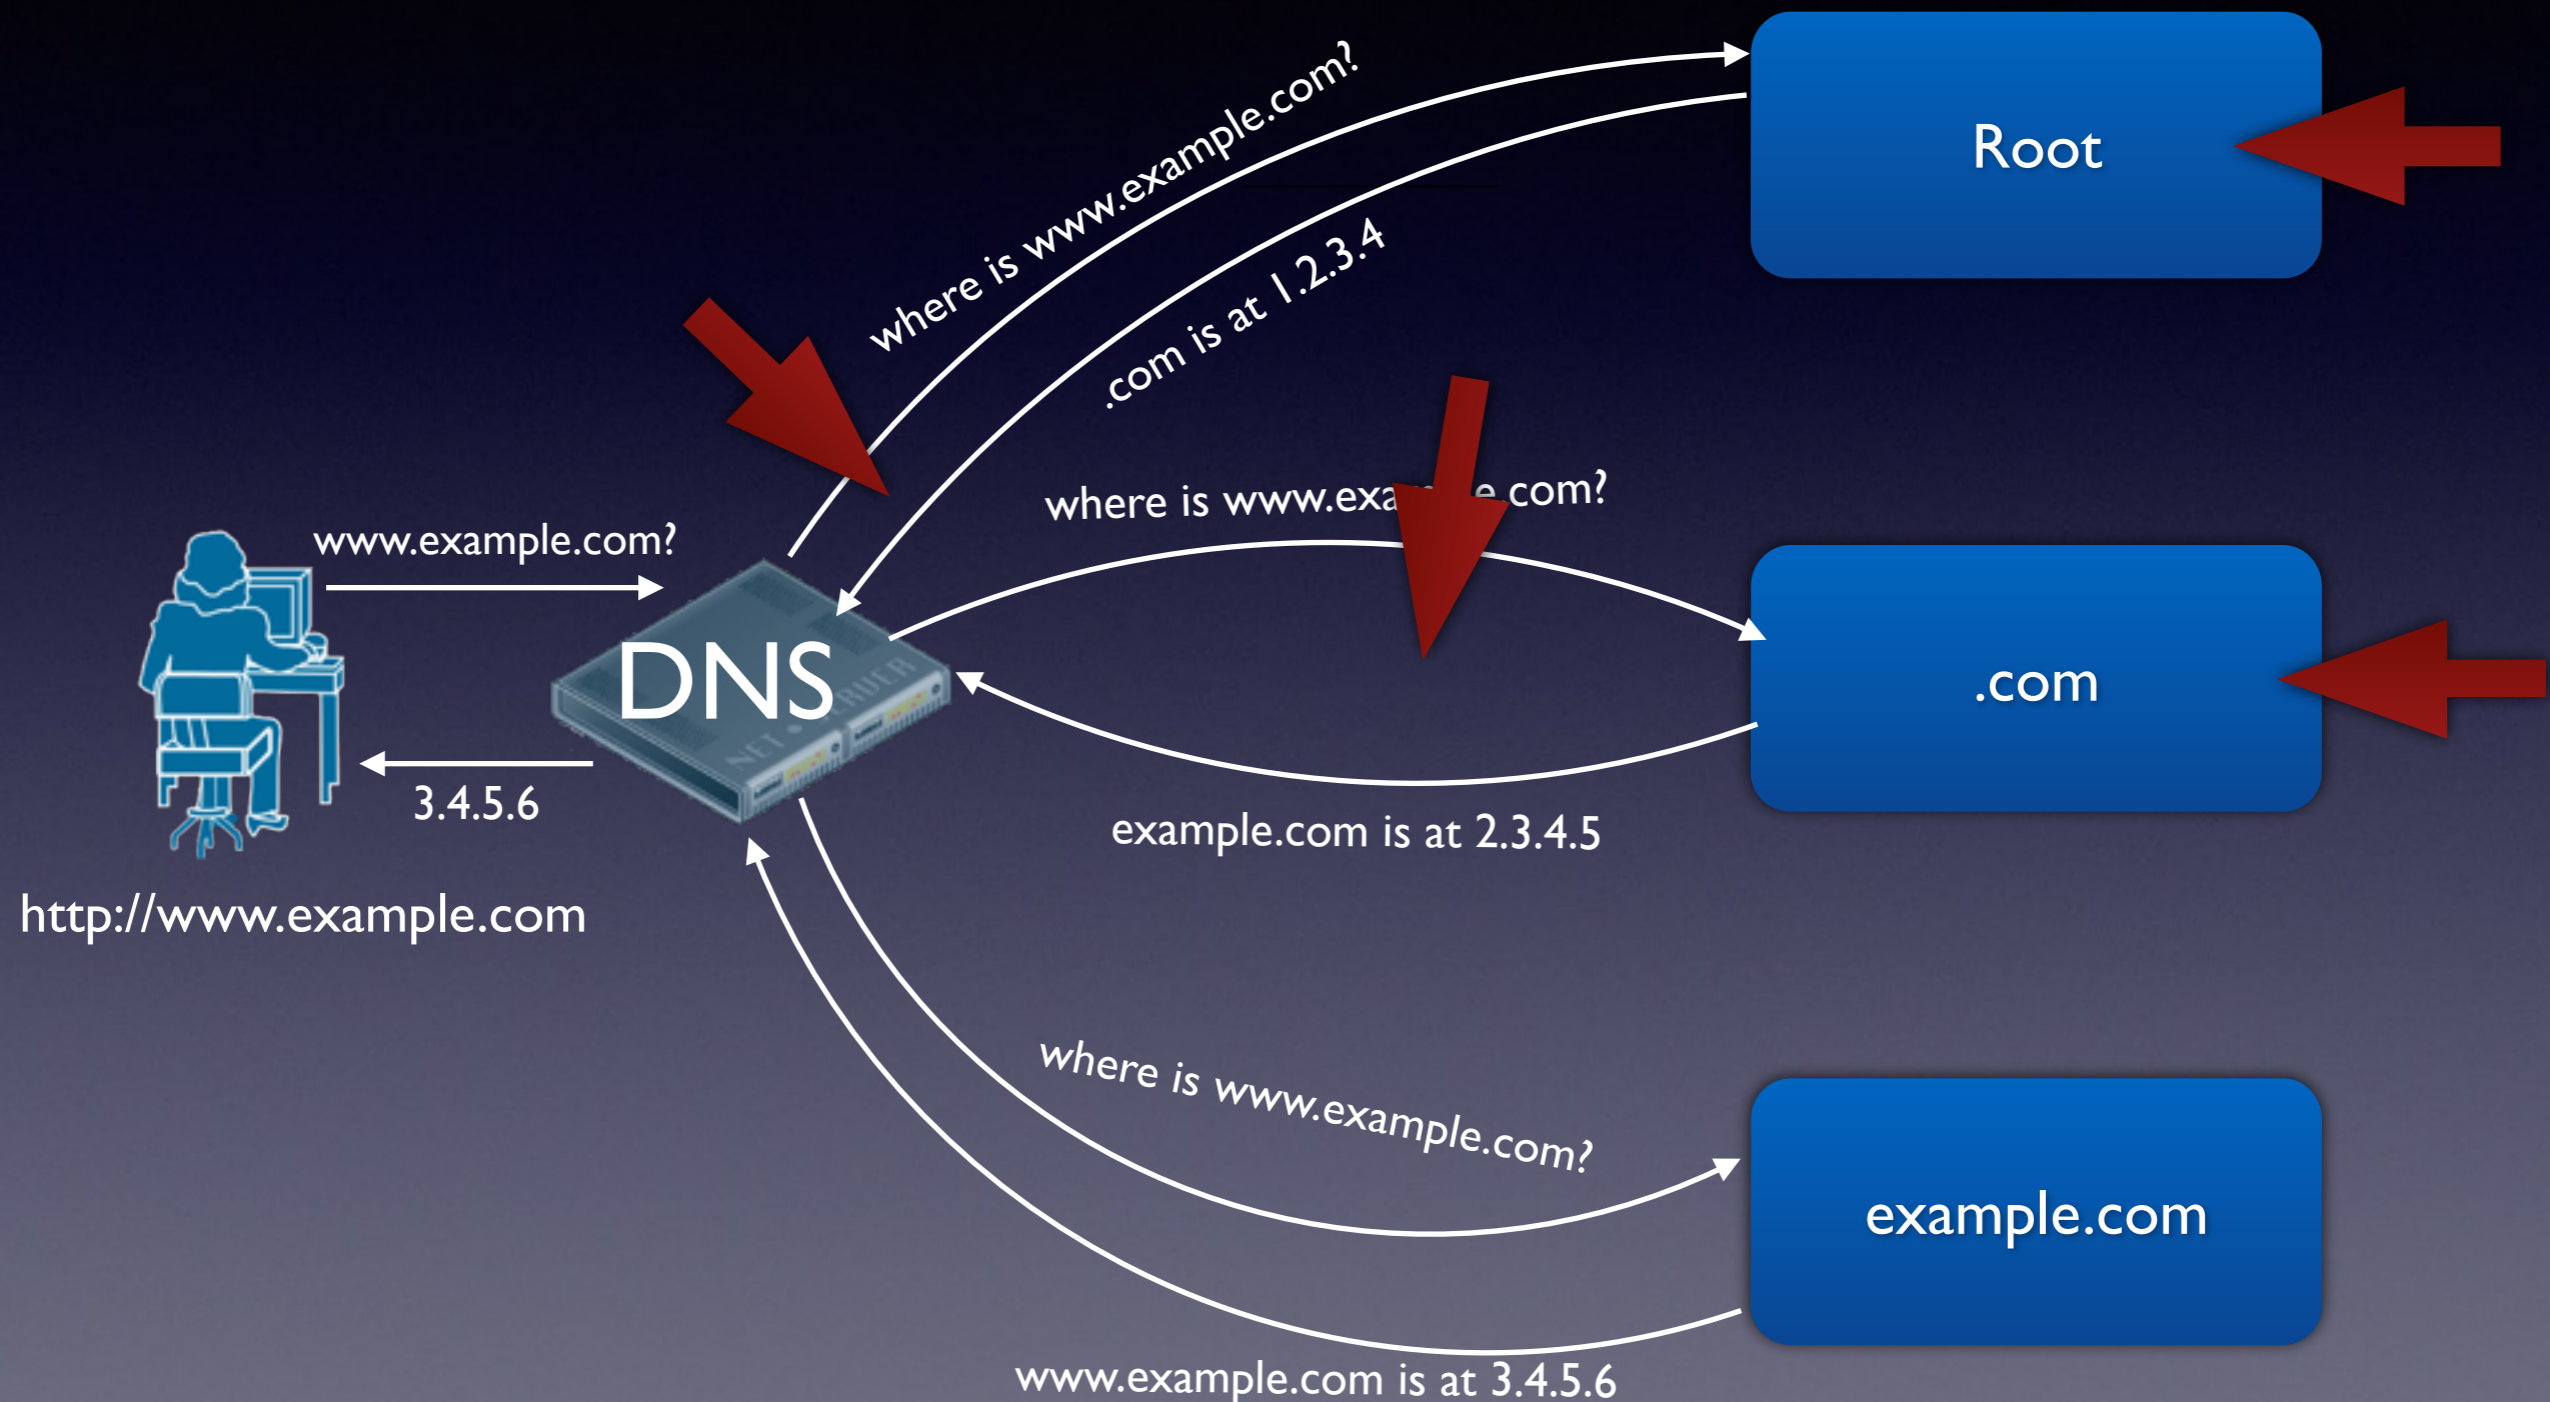 where is www.example.com?
Root
.com is at 1.2.3.4
where is www.exa e.com?
www.example.com?
DNS
NET • SERVER
.com
3.4.5.6
example.com is at 2.3.4.5
http://www.example.com
where is www.example.com?
example.com
www.example.com is at 3.4.5.6